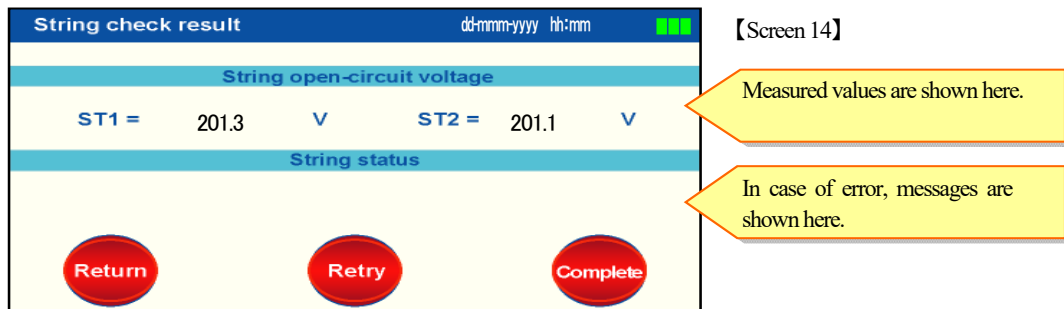 String check result dd-mmm-yyyy hh:mm
【Screen 14】
String open-circuit voltage
Measured values are shown here.
ST1 = 201.3 V ST2 = 201.1 V
String status
In case of error, messages are
shown here.
Return Retry Complete